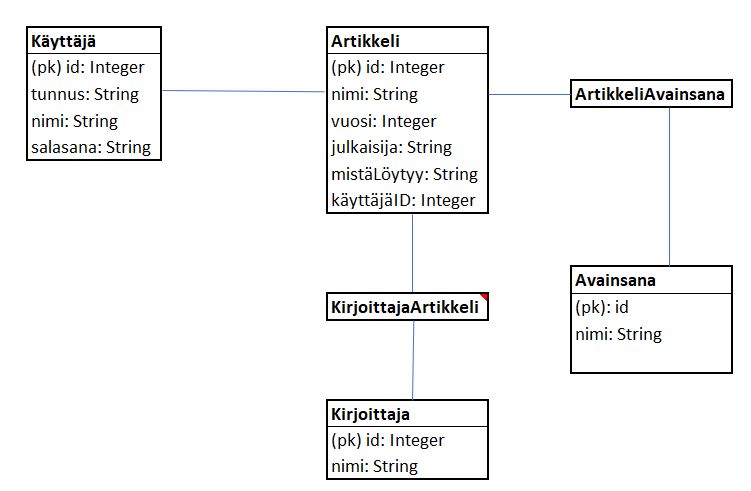 Käyttäjä
(pk) id: Integer
tunnus: String
nimi: String
salasana: String
Artikkeli
(pk) id: Integer
nimi: String
vuosi: Integer
julkaisija: String
mistäLöytyy: String
käyttäjäID: Integer
ArtikkeliAvainsana
Avainsana
(pk): id
nimi: String
KirjoittajaArtikkeli
Kirjoittaja
(pk) id: Integer
nimi: String